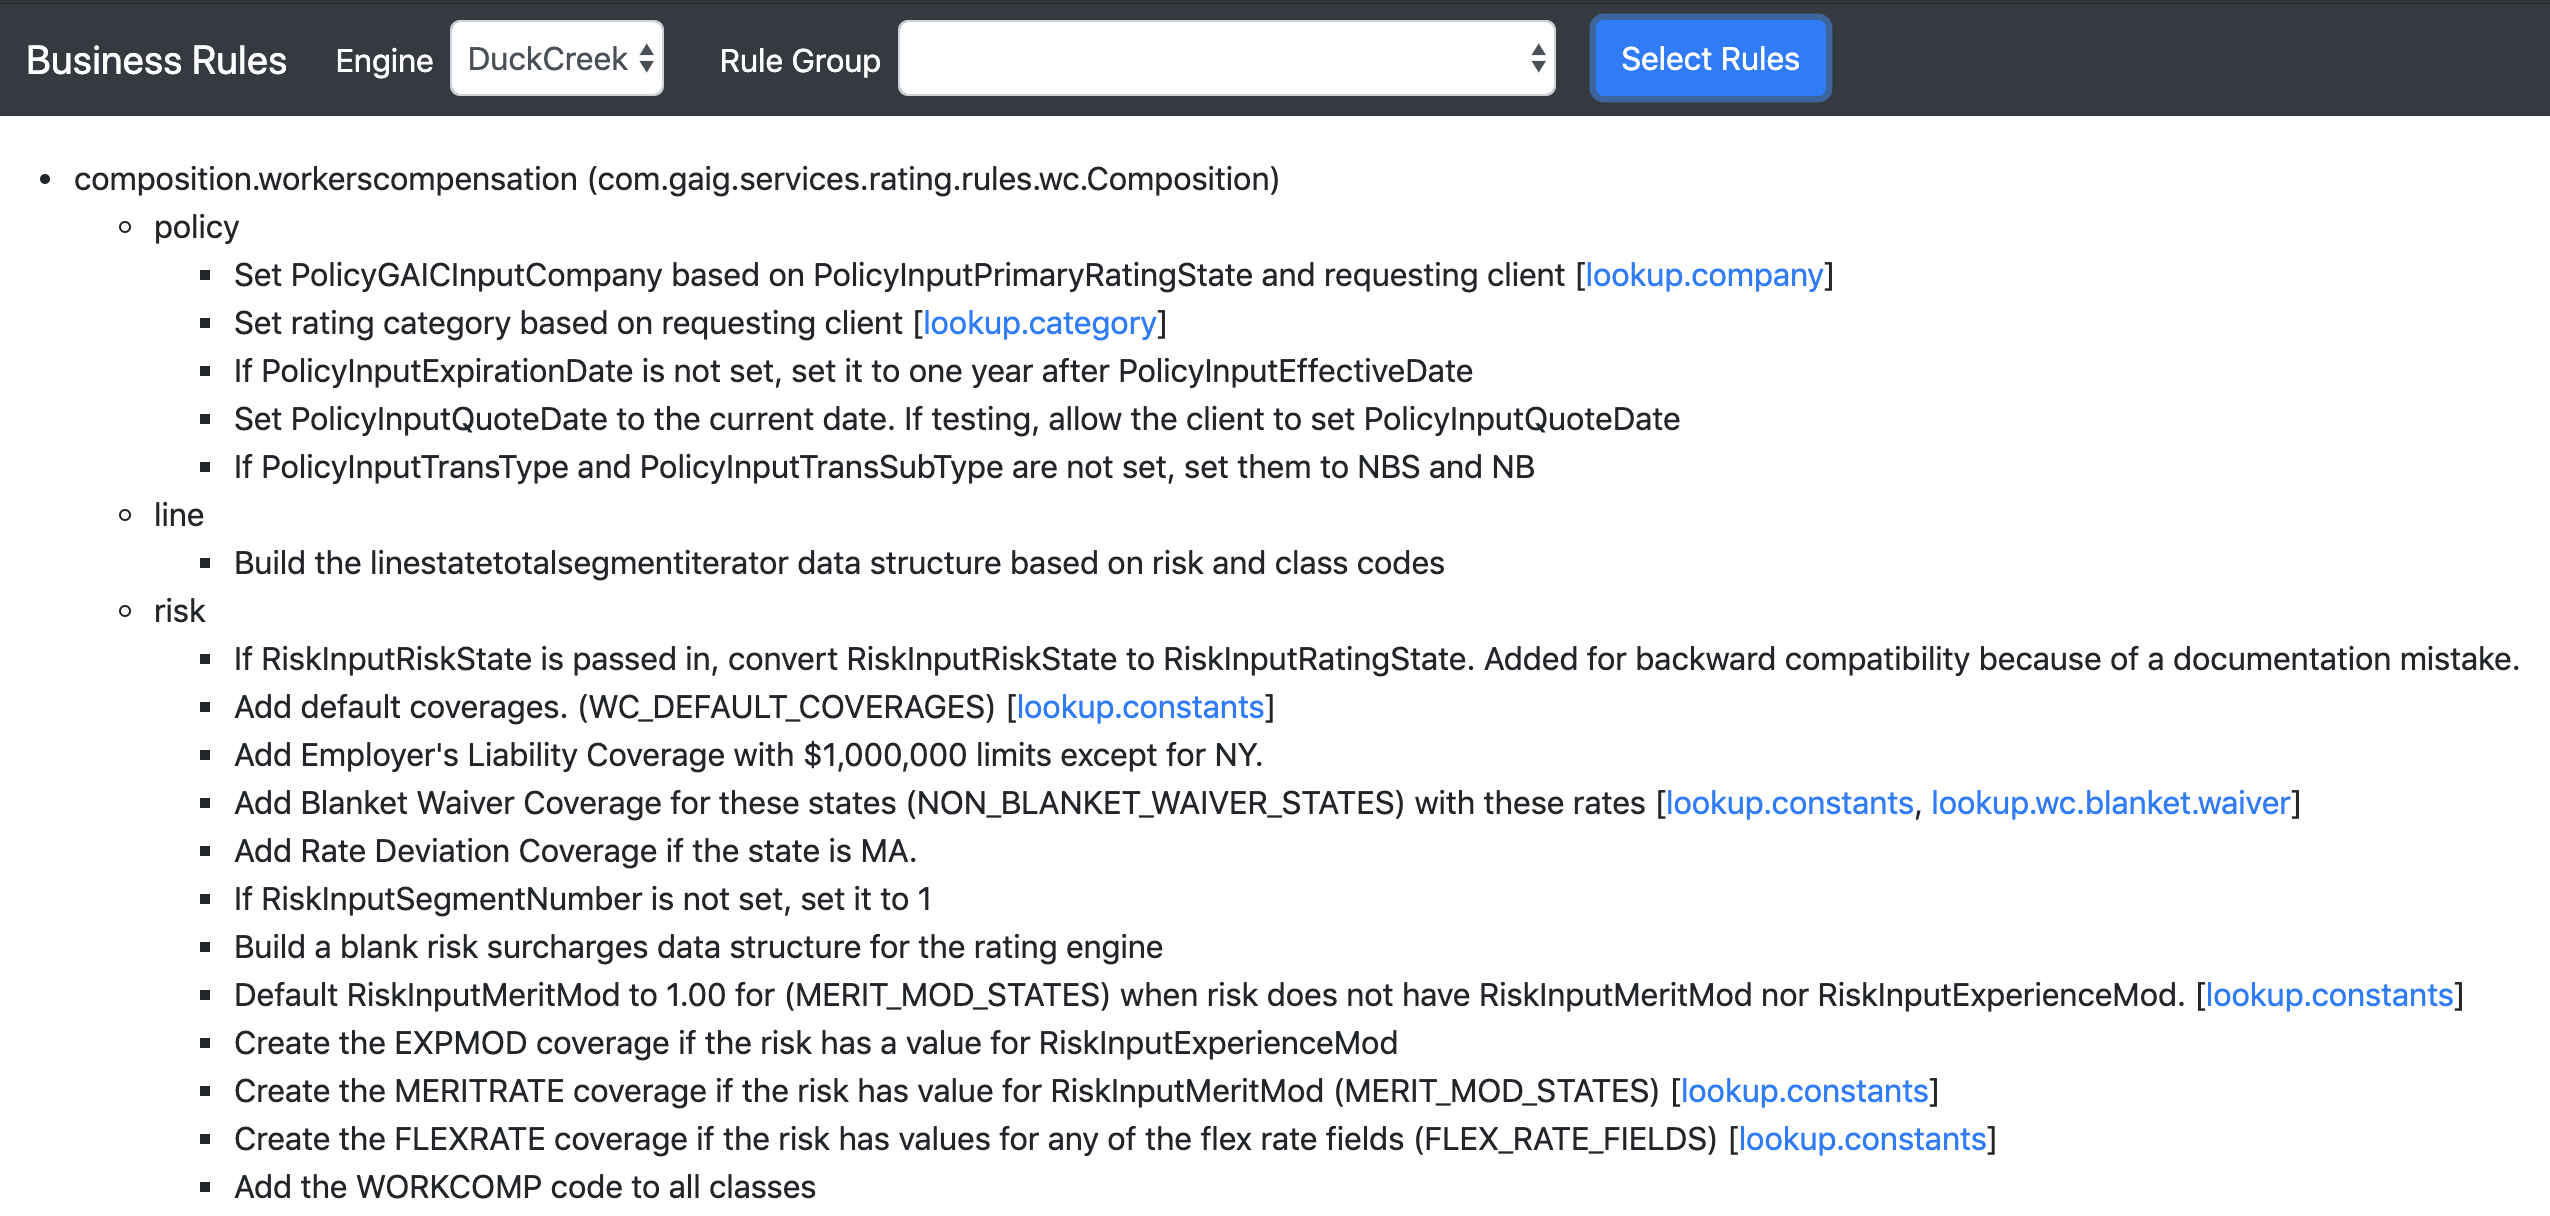 Business Rules Engine DuckCreek Rule Group Select Rules
composition.workerscompensation (com.gaig.services.rating.rules.wc.Composition)
policy
Set PolicyGAICInputCompany based on PolicyInputPrimaryRatingState and requesting client [lookup.company]
Set rating category based on requesting client [lookup.category]
If PolicyInputExpirationDate is not set, set it to one year after PolicyInputEffectiveDate
Set PolicyInputQuoteDate to the current date. If testing, allow the client to set PolicyInputQuoteDate
If PolicyInputTransType and PolicyInputTransSubType are not set, set them to NBS and NB
line
Build the linestatetotalsegmentiterator data structure based on risk and class codes
risk
If RiskInputRiskState is passed in, convert RiskInputRiskState to RiskInputRatingState. Added for backward compatibility because of a documentation mistake.
Add default coverages. (WC_DEFAULT_COVERAGES) [lookup.constants]
Add Employer's Liability Coverage with $1,000,000 limits except for NY.
Add Blanket Waiver Coverage for these states (NON_BLANKET_WAIVER_STATES) with these rates [lookup.constants, lookup.wc.blanket.waiver]
Add Rate Deviation Coverage if the state is MA.
If RiskInputSegmentNumber is not set, set it to 1
Build a blank risk surcharges data structure for the rating engine
Default RiskInputMeritMod to 1.00 for (MERIT_MOD_STATES) when risk does not have RiskInputMeritMod nor RiskInputExperienceMod. [lookup.constants]
Create the EXPMOD coverage if the risk has a value for RiskInputExperienceMod
Create the MERITRATE coverage if the risk has value for RiskInputMeritMod (MERIT_MOD_STATES) [lookup.constants]
Create the FLEXRATE coverage if the risk has values for any of the flex rate fields (FLEX_RATE_FIELDS) [lookup.constants]
Add the WORKCOMP code to all classes